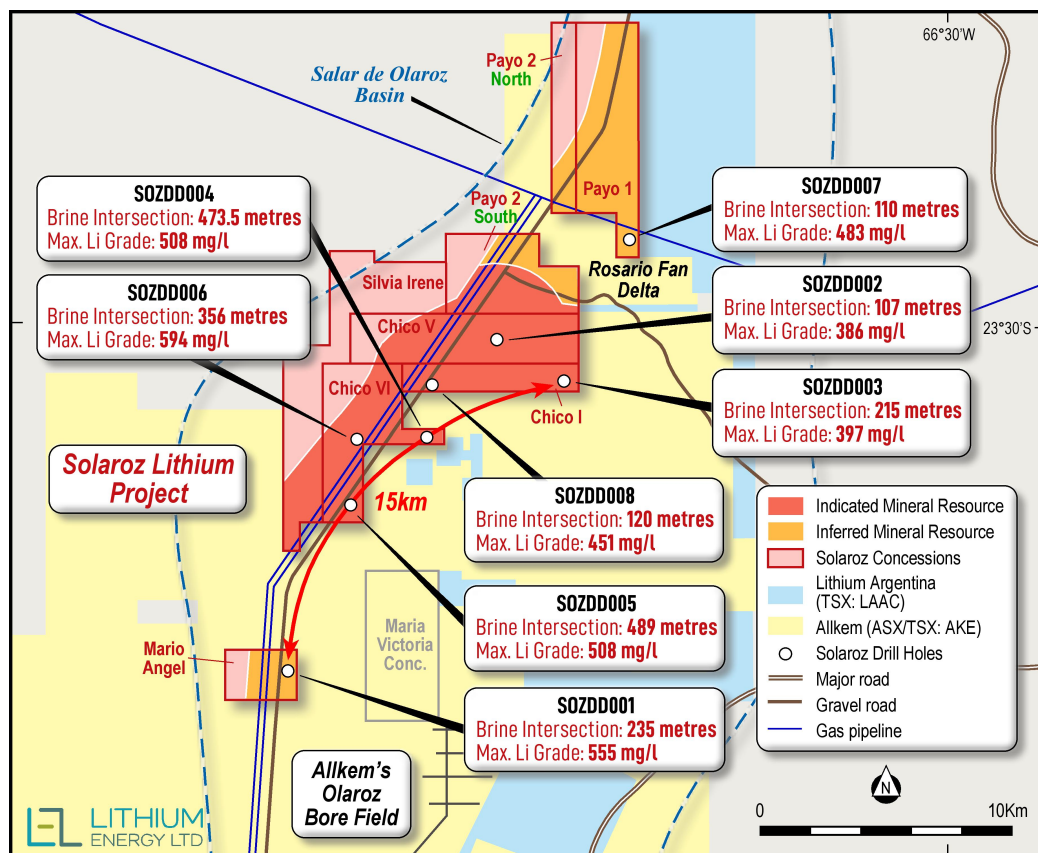 66°30'W
Payo 2
North
Salar de Olaroz
Basin
SOZDD004
Brine Intersection: 473.5 metres
Max. Li Grade: 508 mg/l
Payo 2
South
Payo 1
SOZDD007
Brine Intersection: 110 metres
Max. Li Grade: 483 mg/l
Rosario Fan
Delta
SOZDD006
Brine Intersection: 356 metres
Max. Li Grade: 594 mg/l
Silvia Irene
SOZDD002
Brine Intersection: 107 metres
Max. Li Grade: 386 mg/l
23°30'S
Chico V
Chico VI
Chico I
SOZDD003
Brine Intersection: 215 metres
Max. Li Grade: 397 mg/l
Solaroz Lithium
Project
15km
SOZDD008
Brine Intersection: 120 metres
Max. Li Grade: 451 mg/l
SOZDD005
Brine Intersection: 489 metres
Max. Li Grade: 508 mg/l
Maria
Victoria
Conc.
Mario
Angel
SOZDD001
Brine Intersection: 235 metres
Max. Li Grade: 555 mg/l
Indicated Mineral Resource
Inferred Mineral Resource
Solaroz Concessions
Lithium Argentina
(TSX: LAAC)
Allkem (ASX/TSX: AKE)
Solaroz Drill Holes
Major road
Gravel road
Gas pipeline
Allkem's
Olaroz
Bore Field
N
0 10Km
LITHIUM
ENERGY LTD